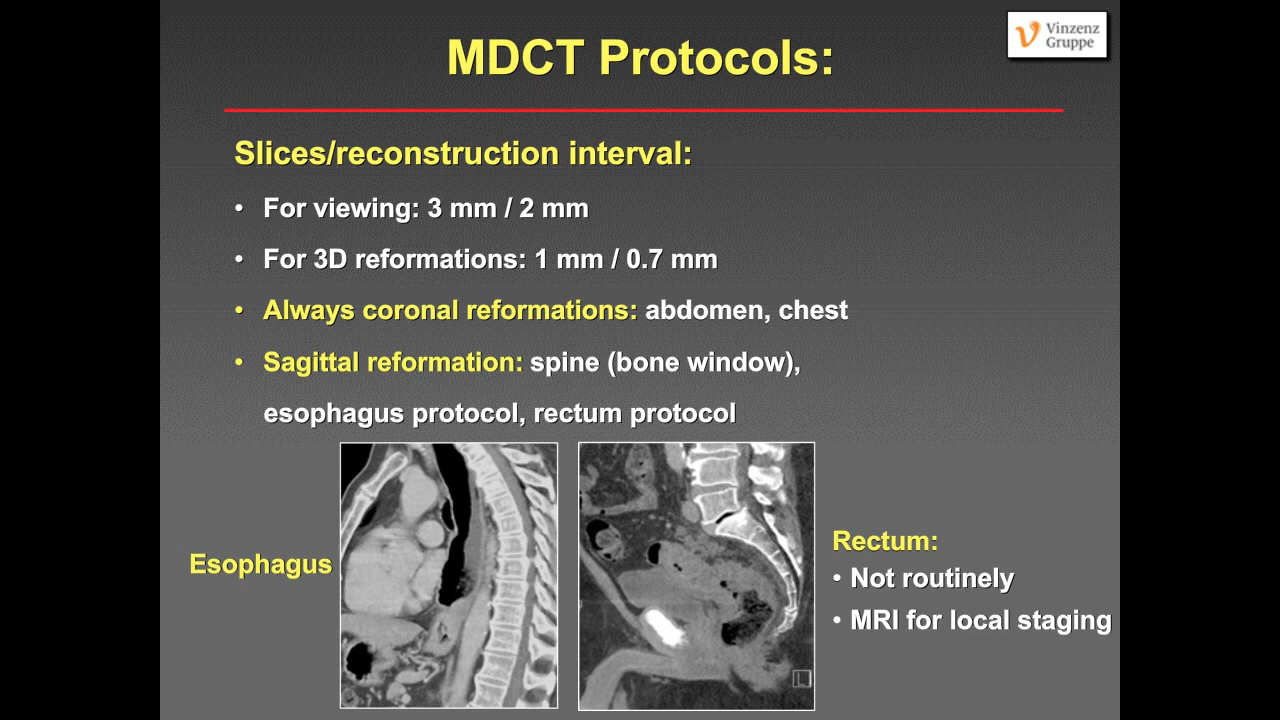 Vinzenz
Gruppe
MDCT Protocols:
Slices/reconstruction interval:
• For viewing: 3 mm / 2 mm
• For 3D reformations: 1 mm / 0.7 mm
• Always coronal reformations: abdomen, chest
• Sagittal reformation: spine (bone window),
esophagus protocol, rectum protocol
Esophagus
Rectum:
• Not routinely
• MRI for local staging
L